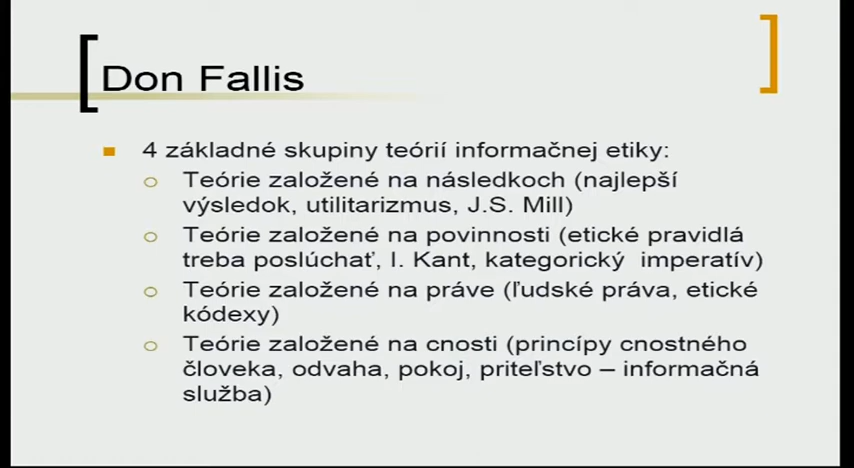 Don Fallis
4 základné skupiny teórií informačnej etiky:
Teórie založené na následkoch (najlepší
výsledok, utilitarizmus, J.S. Mill)
Teórie založené na povinnosti (etické pravidlá
treba poslúchať, I. Kant, kategorický imperatív)
Teórie založené na práve (ľudské práva, etické
kódexy)
Teórie založené na cnosti (princípy cnostného
človeka, odvaha, pokoj, priteľstvo – informačná
služba)